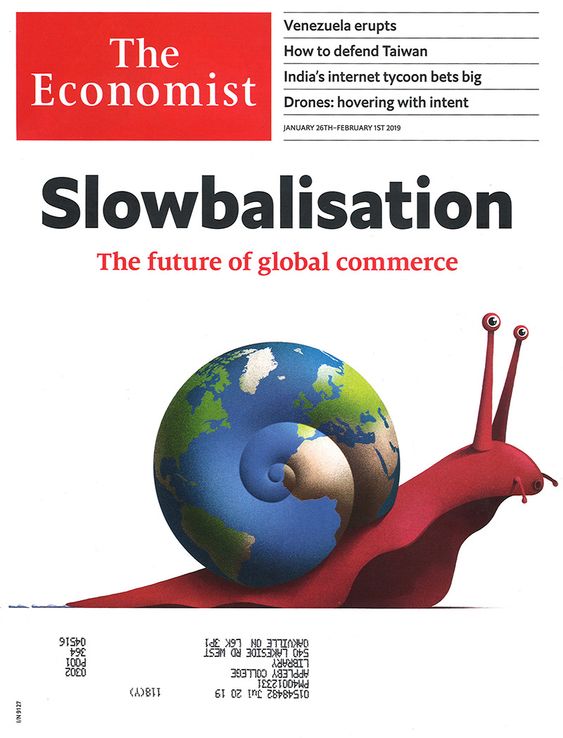 The
Economist
Venezuela erupts
How to defend Taiwan
India's internet tycoon bets big
Drones: hovering with intent
JANUARY 26TH–FEBRUARY 1ST 2019
Slowbalisation
The future of global commerce
01548482 Jul 20 19 118(Y)
PM40012331
APPLEBY COLLEGE
LIBRARY
540 LAKESIDE RD WEST
OAKVILLE ON L6K 3P1
0302
P001
364
04516